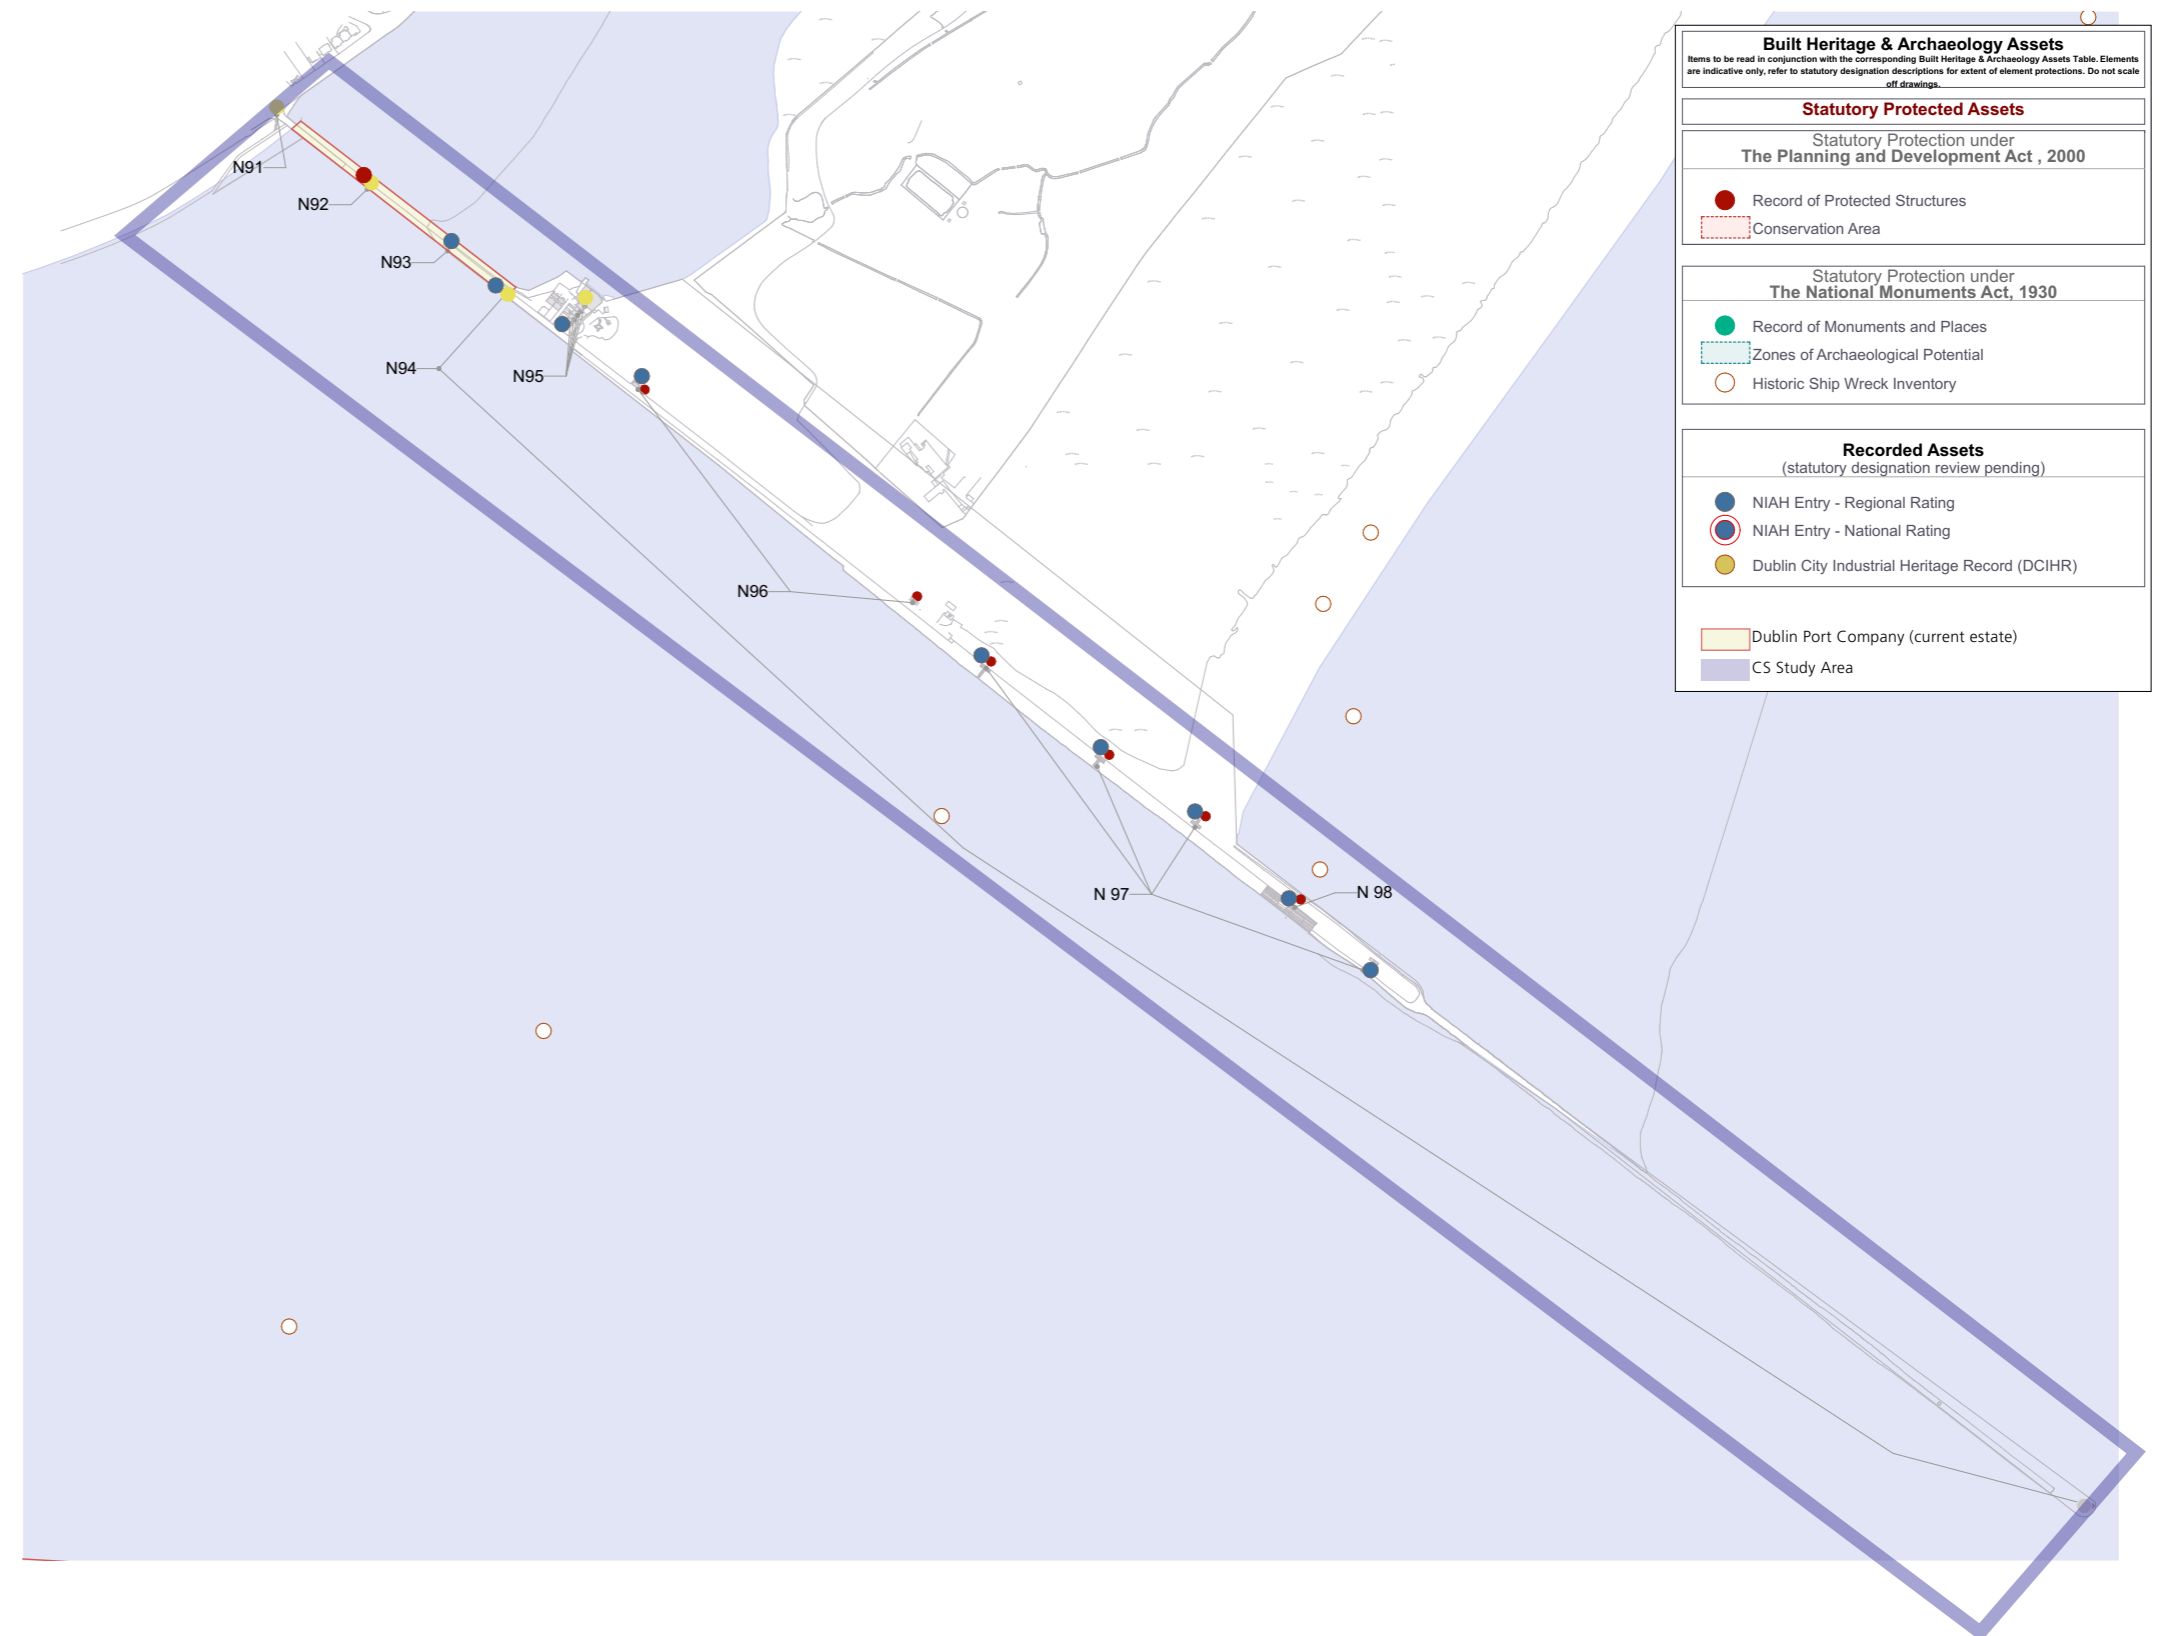 Built Heritage & Archaeology Assets
Items to be read in conjunction with the corresponding Built Heritage & Archaeology Assets Table. Elements
are indicative only, refer to statutory designation descriptions for extent of element protections. Do not scale
off drawings.
Statutory Protected Assets
Statutory Protection under
The Planning and Development Act , 2000
Record of Protected Structures
Conservation Area
Statutory Protection under
The National Monuments Act, 1930
Record of Monuments and Places
Zones of Archaeological Potential
Historic Ship Wreck Inventory
Recorded Assets
(statutory designation review pending)
NIAH Entry - Regional Rating
NIAH Entry - National Rating
Dublin City Industrial Heritage Record (DCIHR)
Dublin Port Company (current estate)
CS Study Area
N91
N92
N93
N94
N95
N96
N 97
N 98